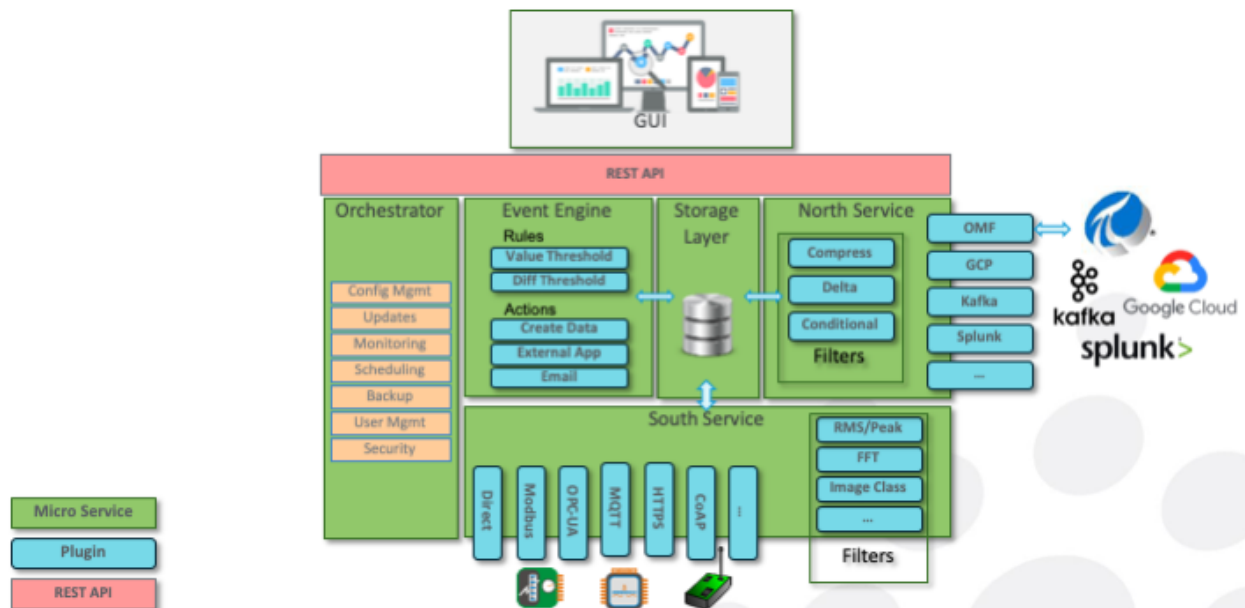 GUI
REST API
Orchestrator
Config Mgmt
Updates
Monitoring
Scheduling
Backup
User Mgmt
Security
Event Engine
Rules
Value Threshold
Diff Threshold
Actions
Create Data
External App
Email
Storage
Layer
North Service
Compress
Delta
Conditional
Filters
OMF
GCP
Kafka
Splunk
...
kafka
Google Cloud
splunk>
South Service
Direct
Modbus
OPC-UA
MQTT
HTTPS
CoAP
...
RMS/Peak
FFT
Image Class
...
Filters
Micro Service
Plugin
REST API